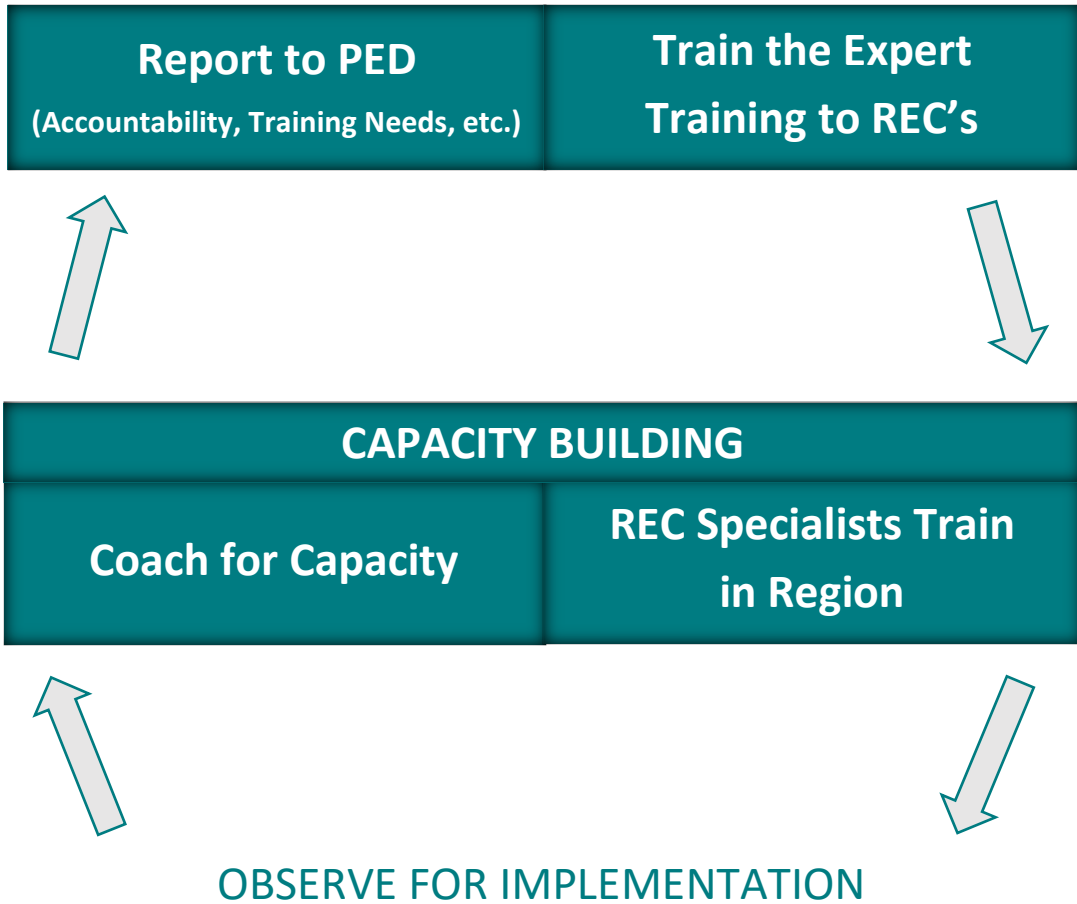 Report to PED
(Accountability, Training Needs, etc.)
Train the Expert
Training to REC’s
CAPACITY BUILDING
Coach for Capacity
REC Specialists Train
in Region
OBSERVE FOR IMPLEMENTATION